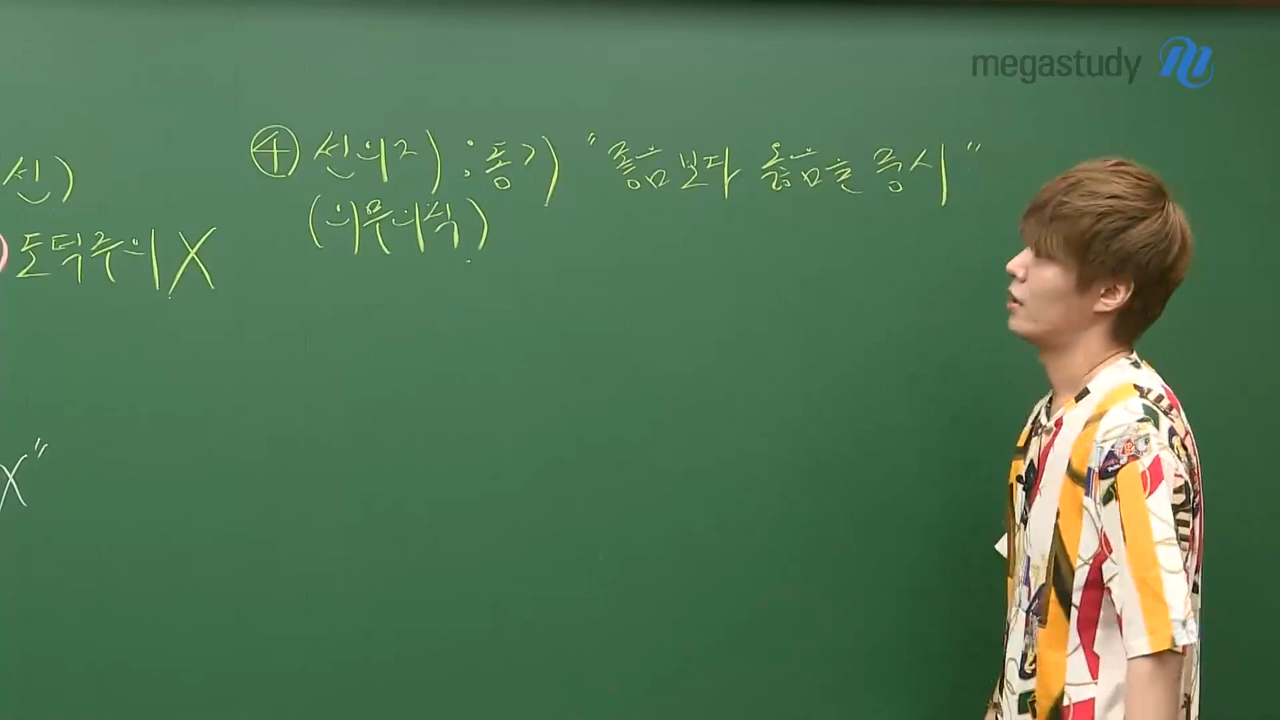 megastudy
④ 선의지 : 동기 "좋음보다 옳음을 중시"
(의무의식)
신)
도덕주의 X
X"